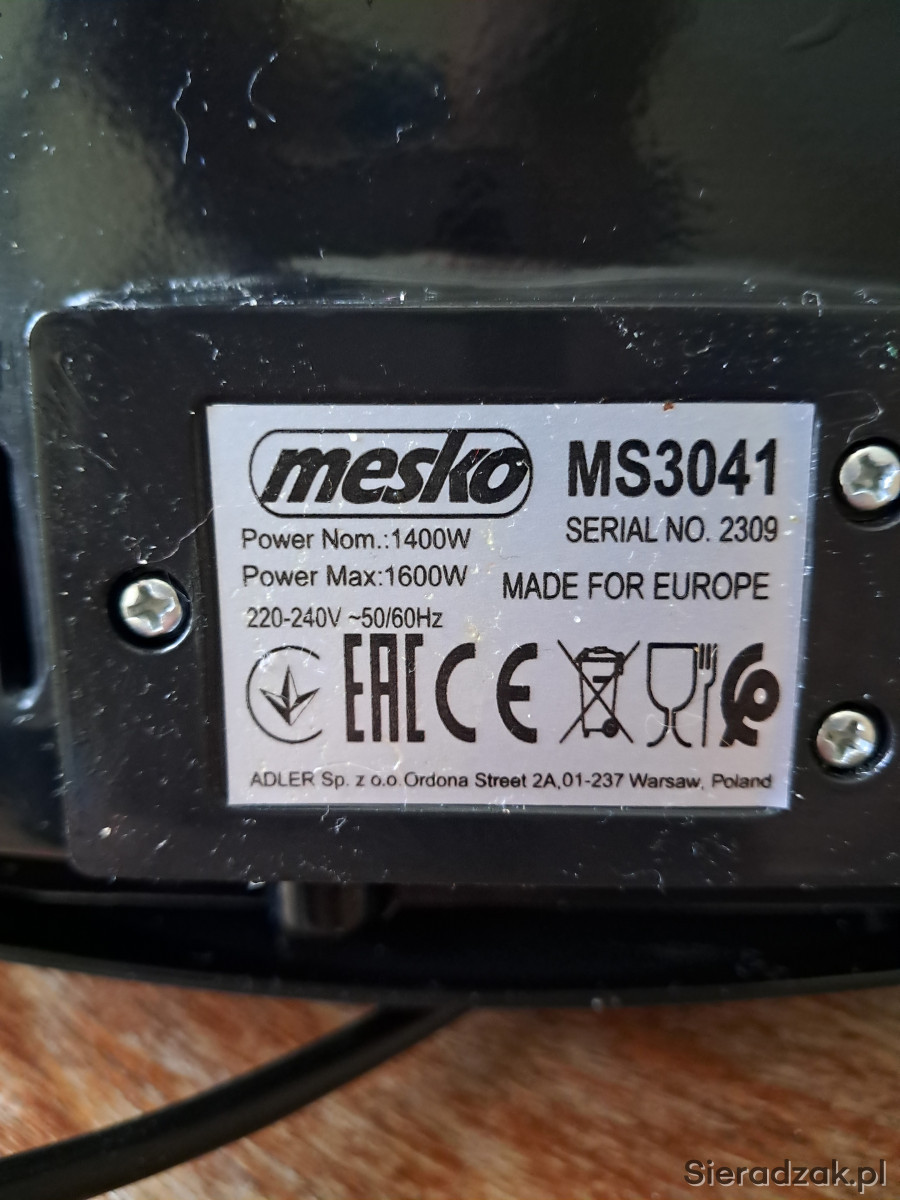 mesko MS3041
Power Nom.:1400W
SERIAL NO. 2309
Power Max:1600W
MADE FOR EUROPE
220-240V ~50/60Hz
EAC CE
ADLER Sp. z o.o Ordona Street 2A,01-237 Warsaw, Poland
Sieradzak.pl